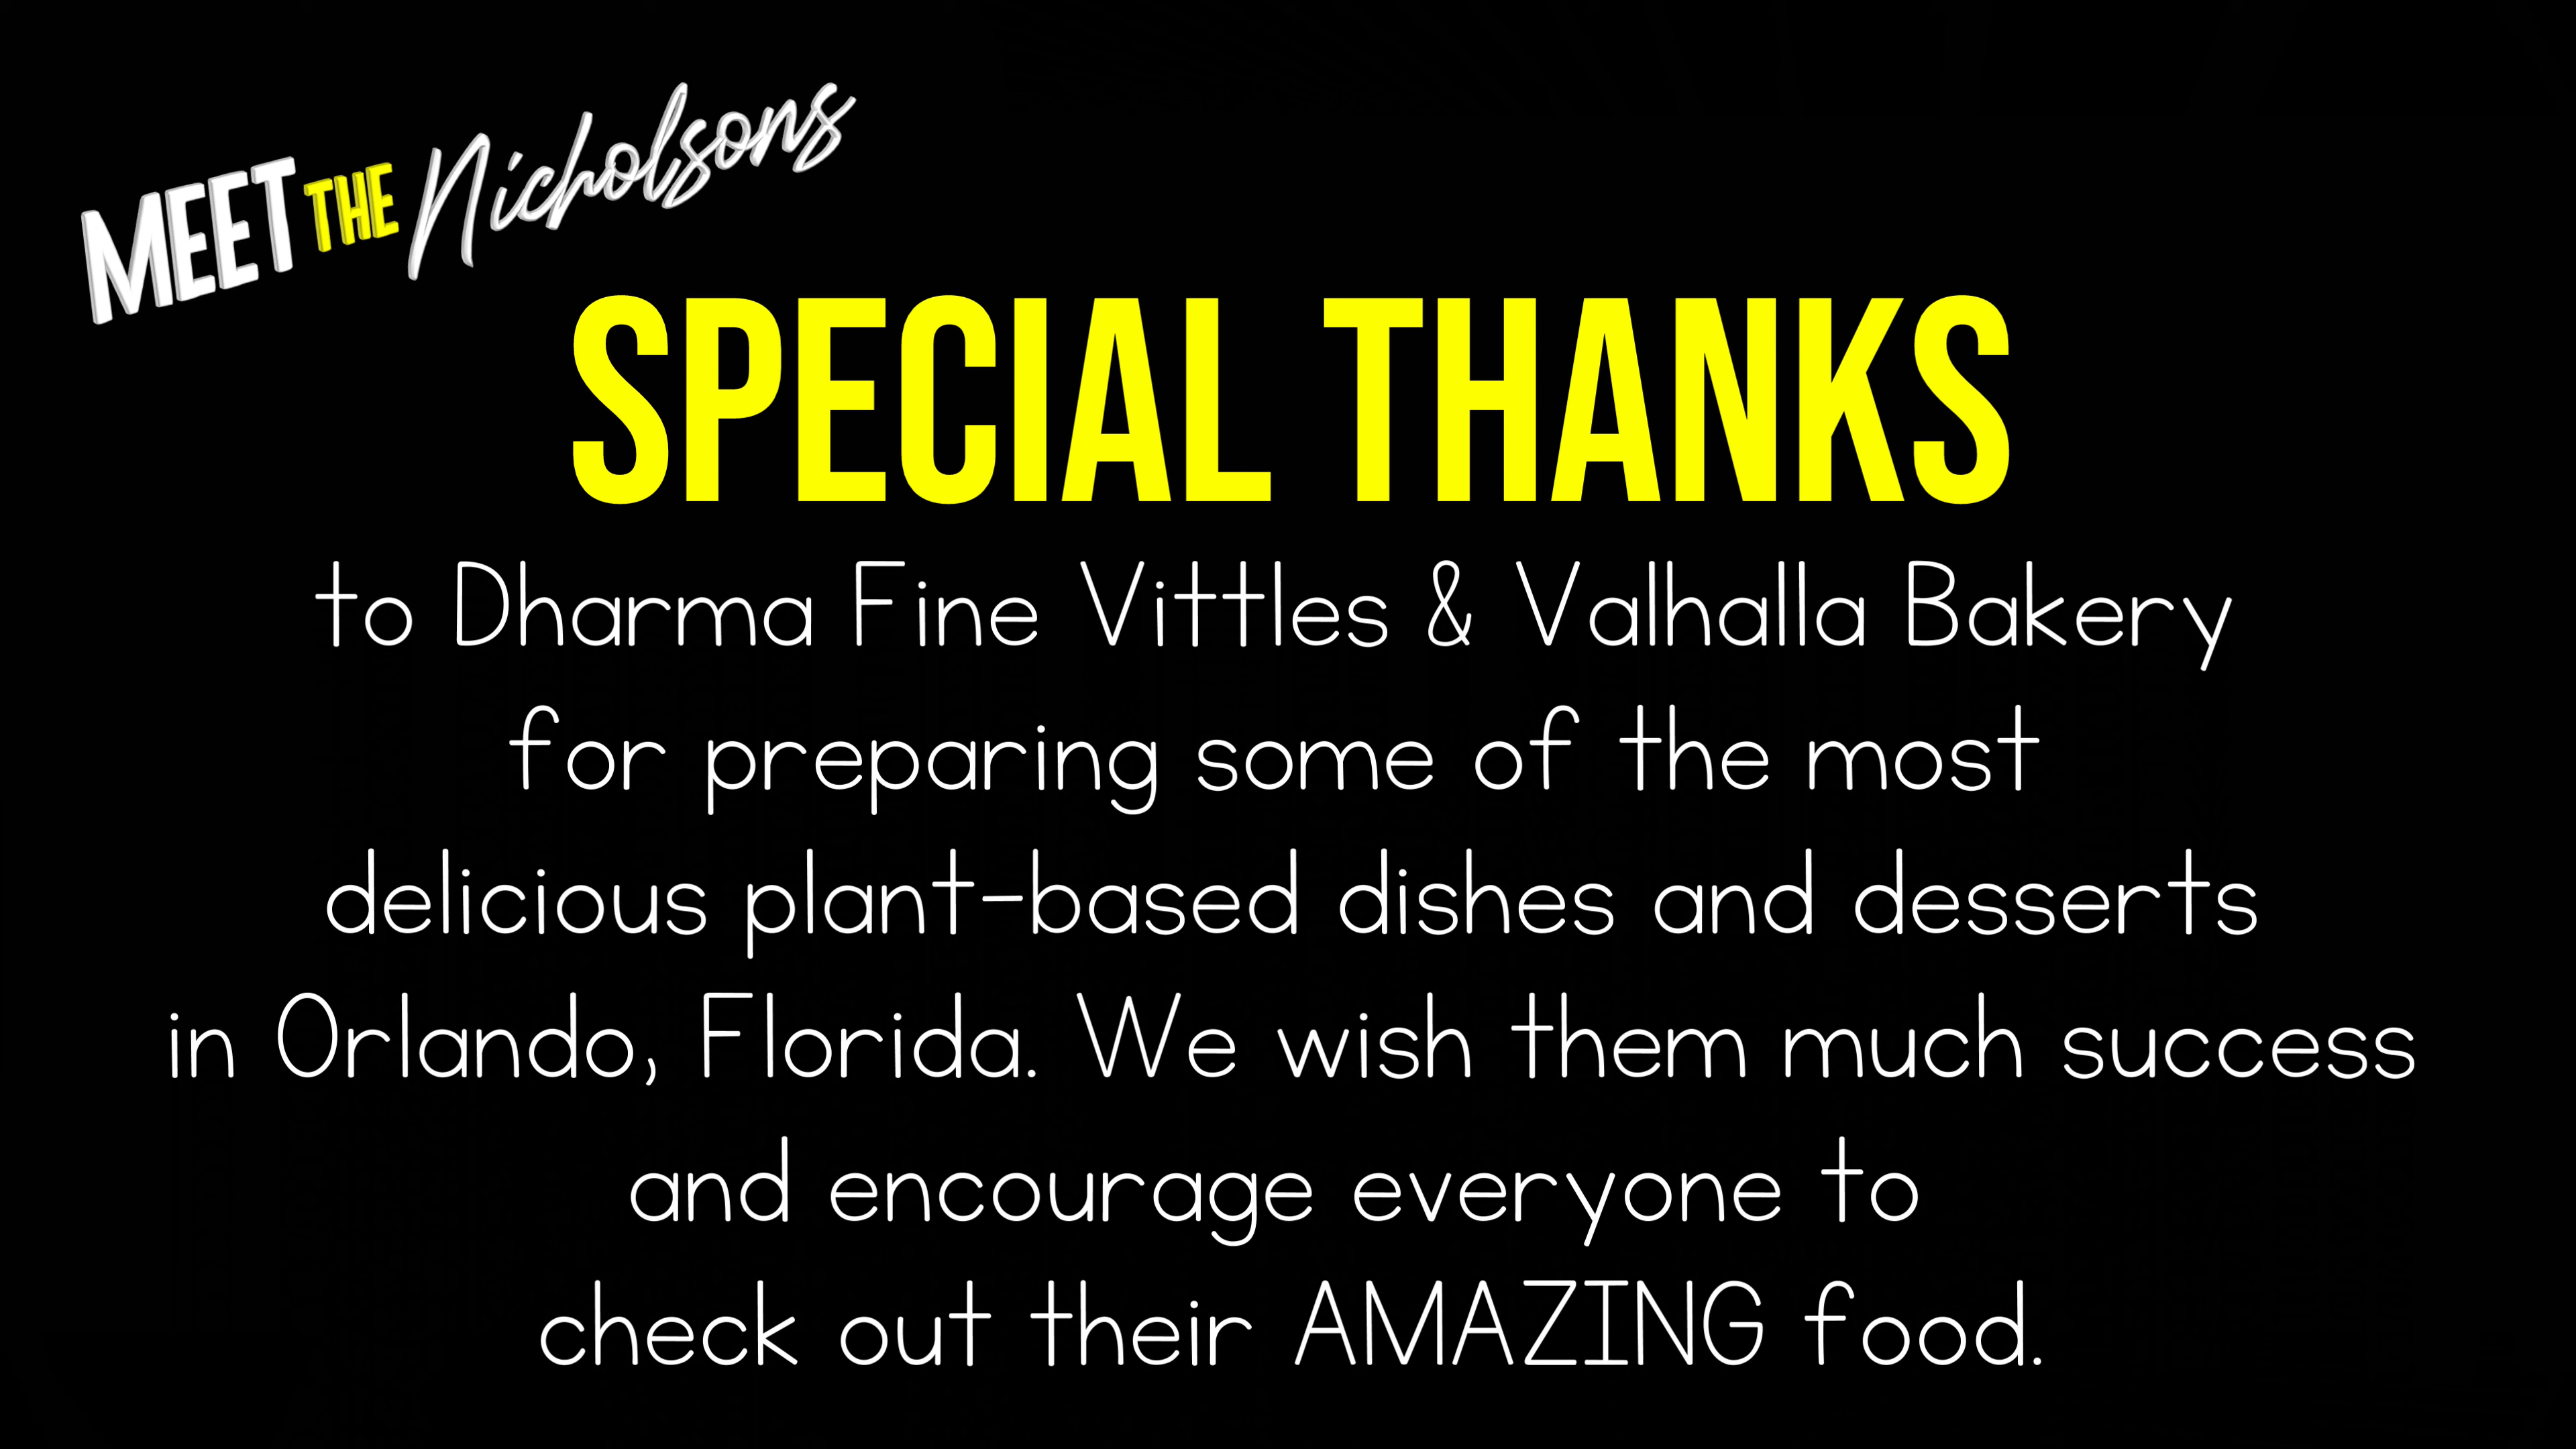 MEET THE Nicholsons
SPECIAL THANKS
to Dharma Fine Vittles & Valhalla Bakery
for preparing some of the most
delicious plant-based dishes and desserts
in Orlando, Florida. We wish them much success
and encourage everyone to
check out their AMAZING food.